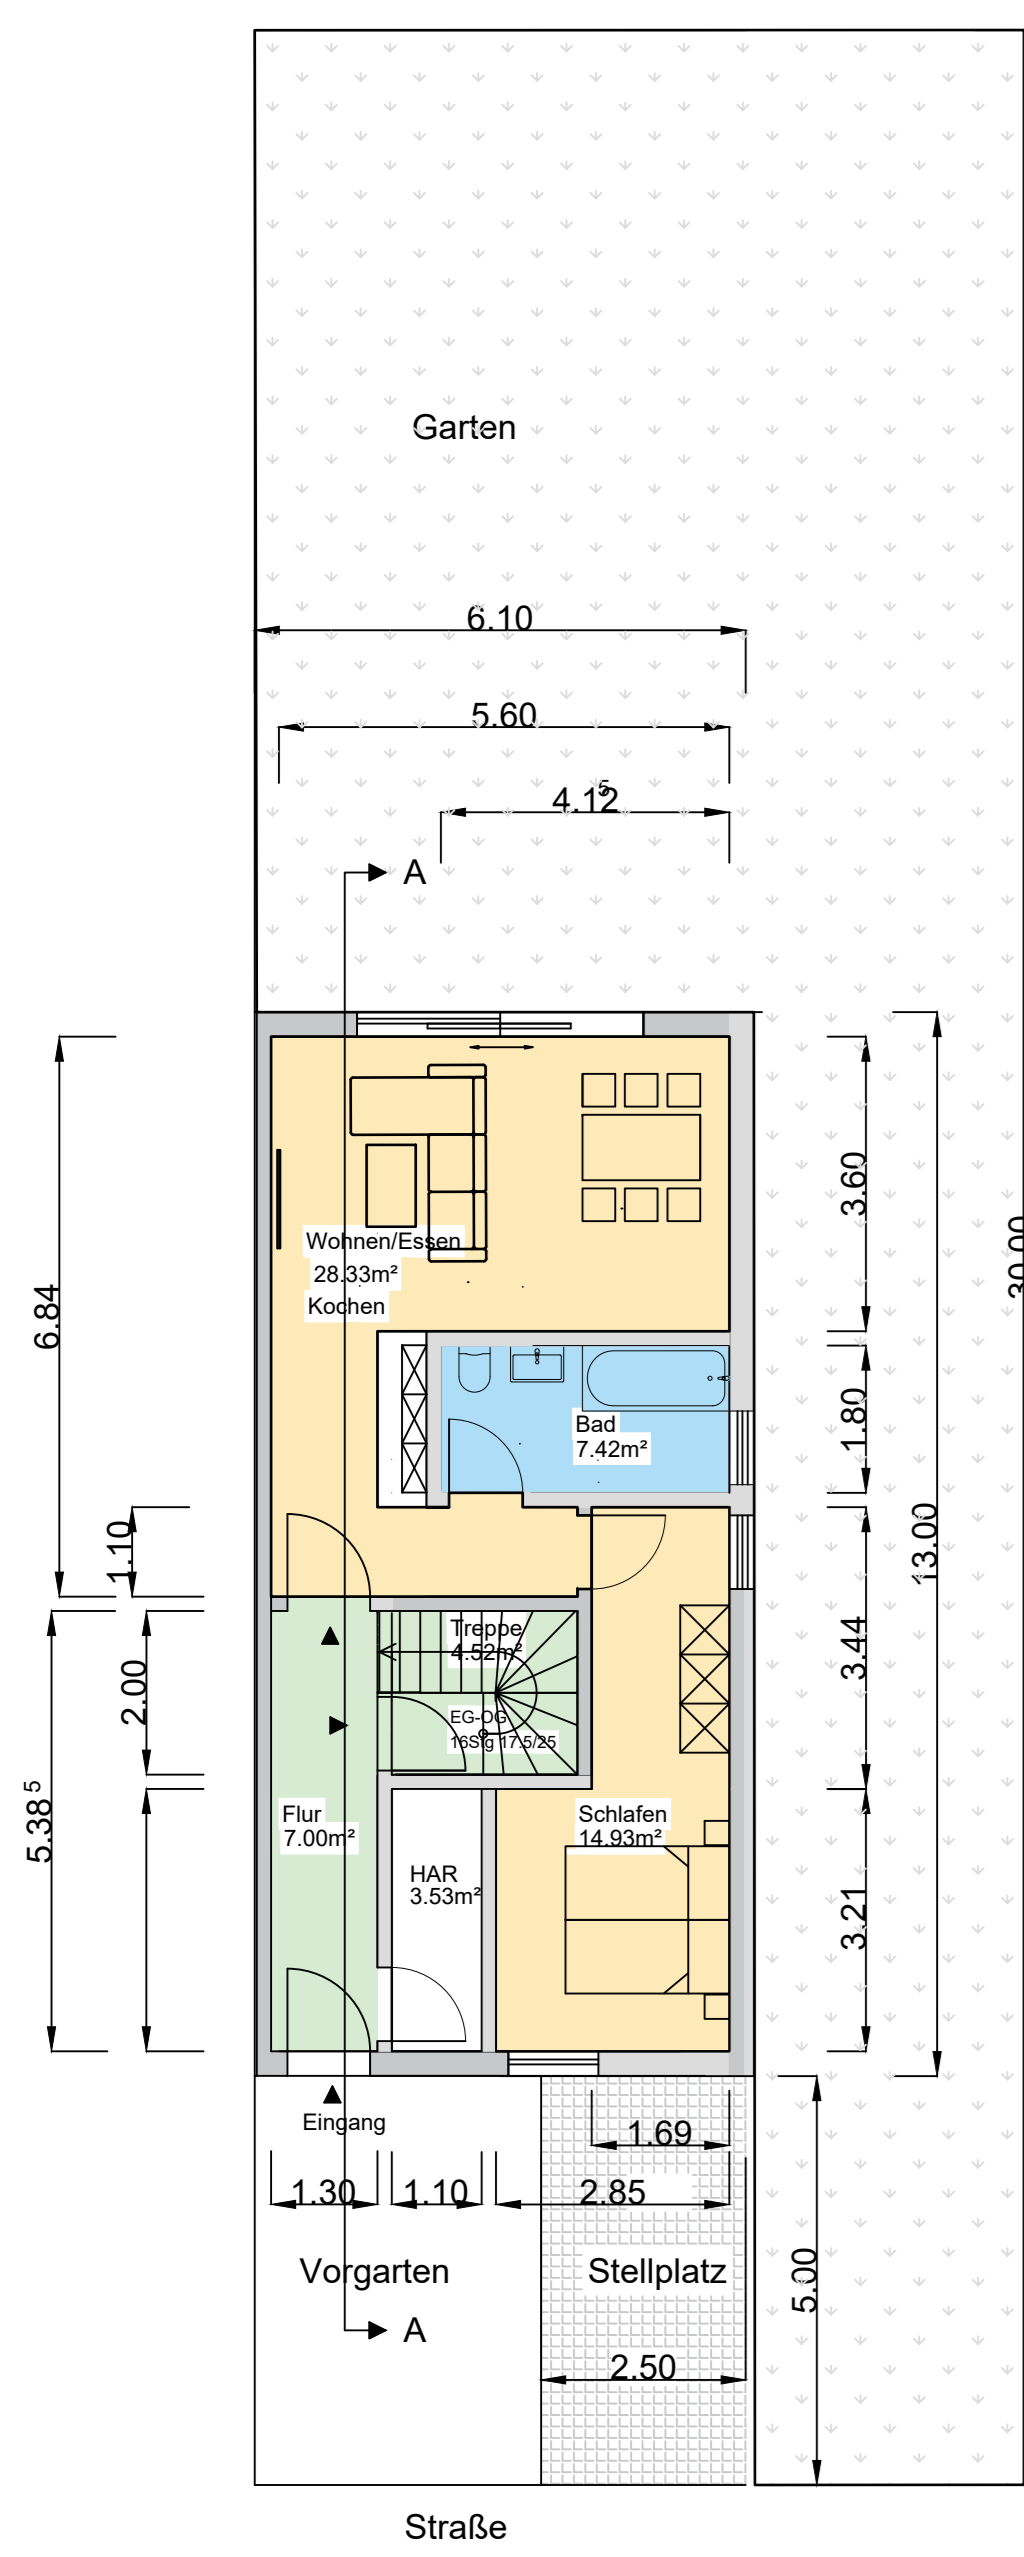 Garten
6.10
5.60
4.12⁵
A
3.60
30.00
Wohnen/Essen
28.33m²
Kochen
6.84
Bad
7.42m²
1.80
1.10
13.00
Treppe
4.52m²
3.44
2.00
EG-OG
16Stg 17.5/25
5.38⁵
Flur
7.00m²
Schlafen
14.93m²
HAR
3.53m²
3.21
Eingang
1.69
1.30
1.10
2.85
Vorgarten
Stellplatz
5.00
A
2.50
Straße